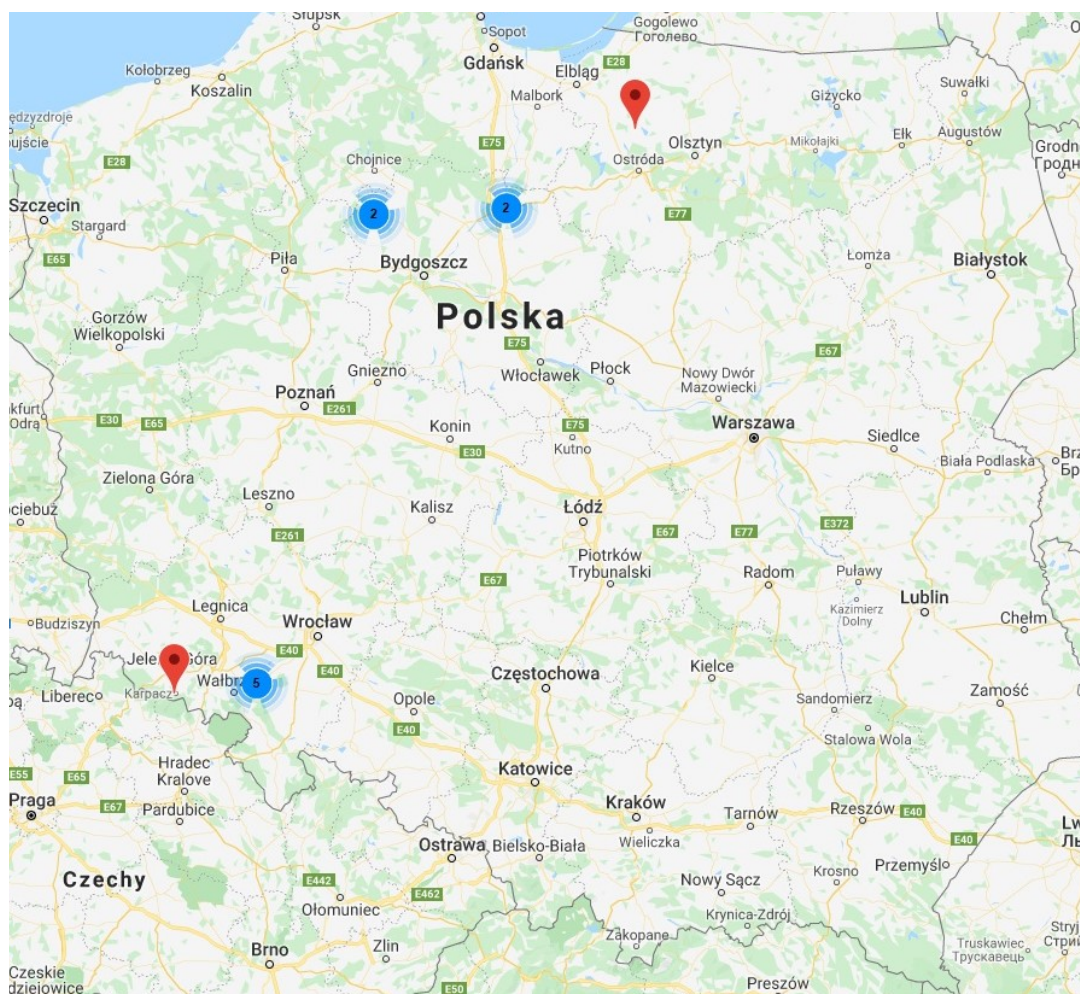 Słupsk
Gogolewo
Гоголево
Sopot
Gdańsk
E28
Kołobrzeg
Elbląg
Koszalin
Malbork
Giżycko
Suwałki
Olsztyn
Mikołajki
Ełk
Augustów
E75
E28
Chojnice
Ostróda
Szczecin
2
2
E77
Stargard
E65
Piła
Bydgoszcz
Łomża
Białystok
Gorzów
Wielkopolski
Polska
E75
E67
Włocławek
Płock
Nowy Dwór
Mazowiecki
Gniezno
Poznań
E261
E30
E65
Konin
E30
E75
Kutno
Warszawa
Siedlce
Biała Podlaska
Zielona Góra
Leszno
Kalisz
Łódź
E261
E67
E77
E372
Piotrków
Trybunalski
E67
Radom
Puławy
Kazimierz
Dolny
Lublin
Chełm
Legnica
Budziszyn
Wrocław
E40
E40
5
Karpacz
Liberec
Opole
E40
Częstochowa
Kielce
Sandomierz
Zamość
Stalowa Wola
Hradec
Kralove
E55
E65
Praga
E67
Pardubice
Katowice
Kraków
Wieliczka
Tarnów
Rzeszów
E40
E40
Ostrawa
Bielsko-Biała
Czechy
E442
E462
Ołomuniec
Nowy Sącz
Krosno
Przemyśl
Krynica-Zdrój
Brno
Zlin
Zakopane
Truskawiec
Трускавець
Czeskie
E50
Preszów